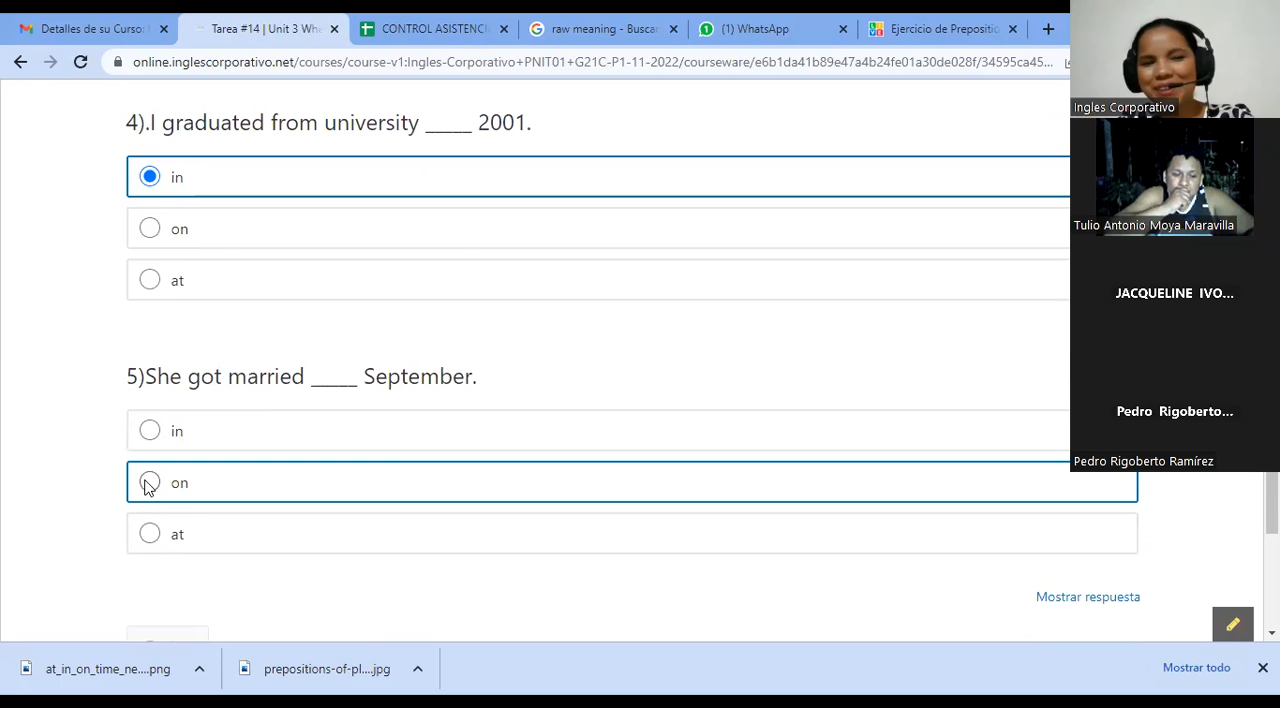 Detalles de su Curso:
Tarea #14 | Unit 3 Whe
CONTROL ASISTENCI
raw meaning - Busca
(1) WhatsApp
Ejercicio de Prepositio
online.inglescorporativo.net/courses/course-v1:Ingles-Corporativo+PNIT01+G21C-P1-11-2022/courseware/e6b1da41b89e47a4b24fe01a30de028f/34595ca45...
Ingles Corporativo
4).I graduated from university _____ 2001.
in
on
at
Tulio Antonio Moya Maravilla
JACQUELINE IVO...
5)She got married _____ September.
in
on
at
Pedro Rigoberto...
Pedro Rigoberto Ramírez
Mostrar respuesta
at_in_on_time_ne....png
prepositions-of-pl....jpg
Mostrar todo